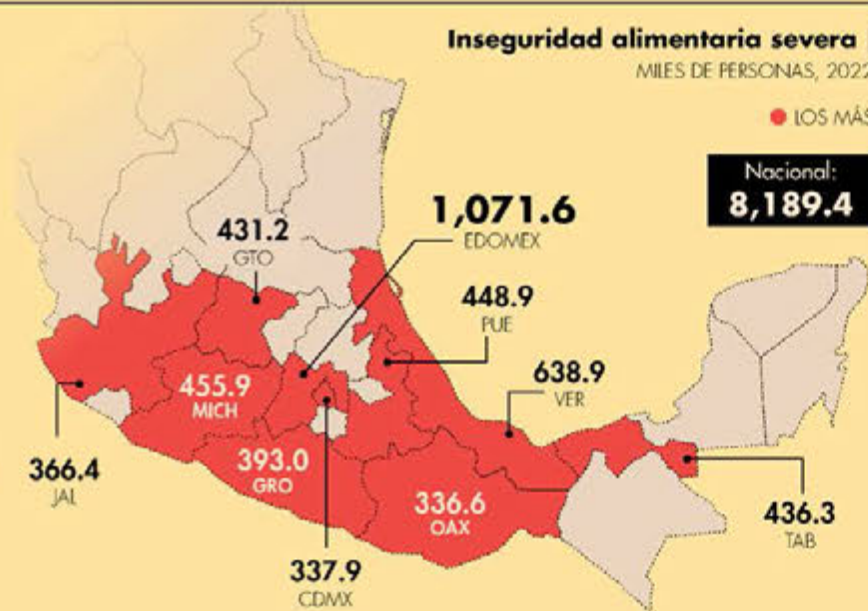 Inseguridad alimentaria severa
MILES DE PERSONAS, 2022
LOS MÁS
Nacional:
8,189.4
431.2
GTO
1,071.6
EDOMEX
448.9
PUE
638.9
VER
455.9
MICH
366.4
JAL
393.0
GRO
336.6
OAX
436.3
TAB
337.9
CDMX